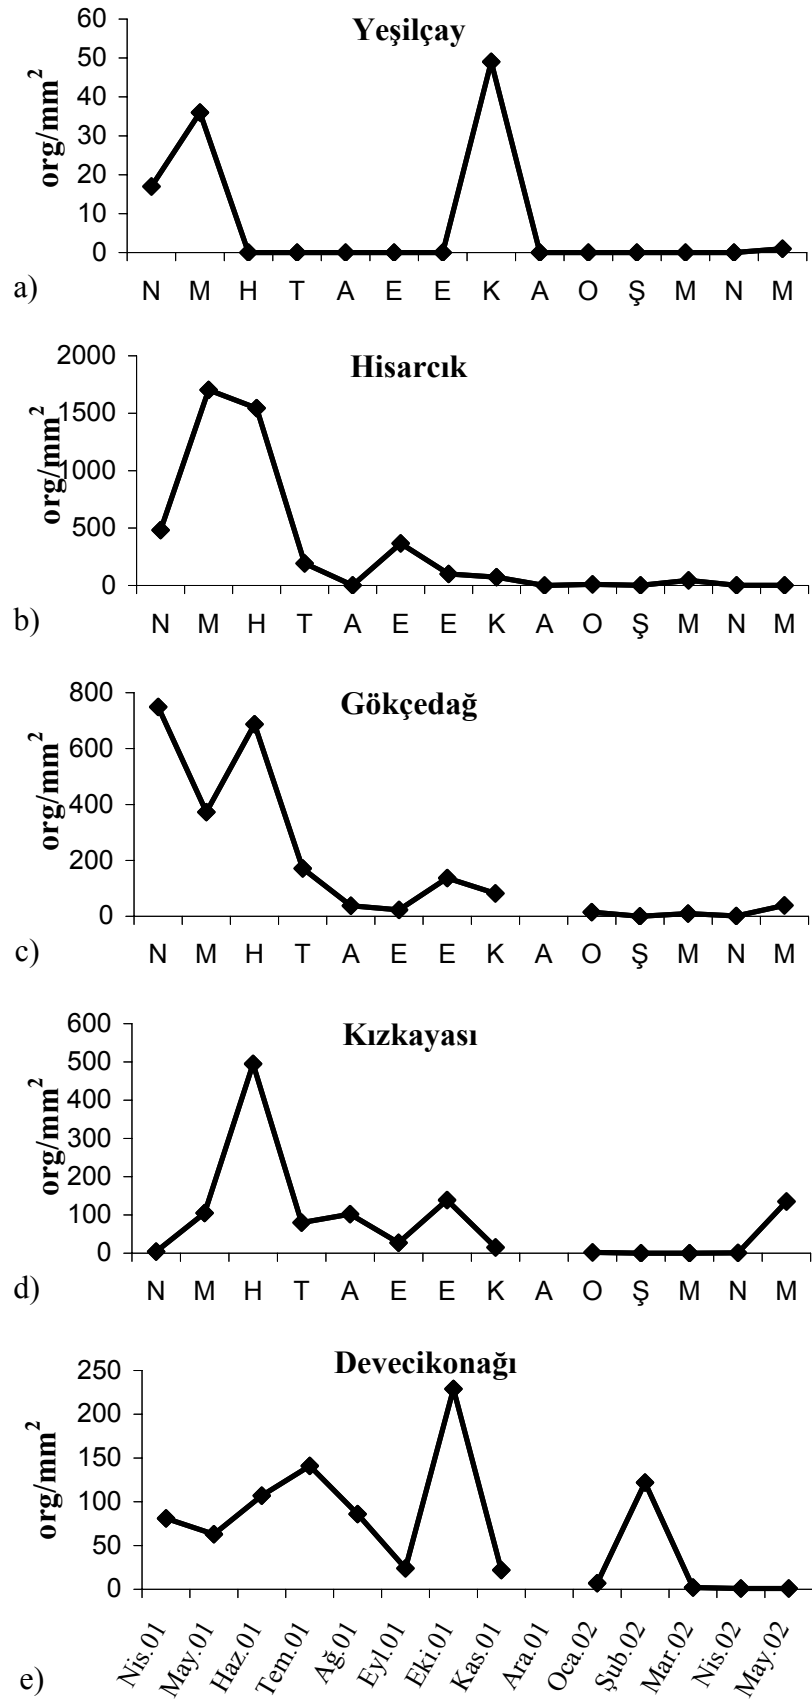 Yeşilçay
org/mm²
60
50
40
30
20
10
0
a)
N M H T A E E K A O Ş M N M
Hisarcık
org/mm²
2000
1500
1000
500
0
b)
N M H T A E E K A O Ş M N M
Gökçedağ
org/mm²
800
600
400
200
0
c)
N M H T A E E K A O Ş M N M
Kızkayası
org/mm²
600
500
400
300
200
100
0
d)
N M H T A E E K A O Ş M N M
Devecikonağı
org/mm²
250
200
150
100
50
0
e)
Nis.01 May.01 Haz.01 Tem.01 Ağ.01 Eyl.01 Eki.01 Kas.01 Ara.01 Oca.02 Şub.02 Mar.02 Nis.02 May.02